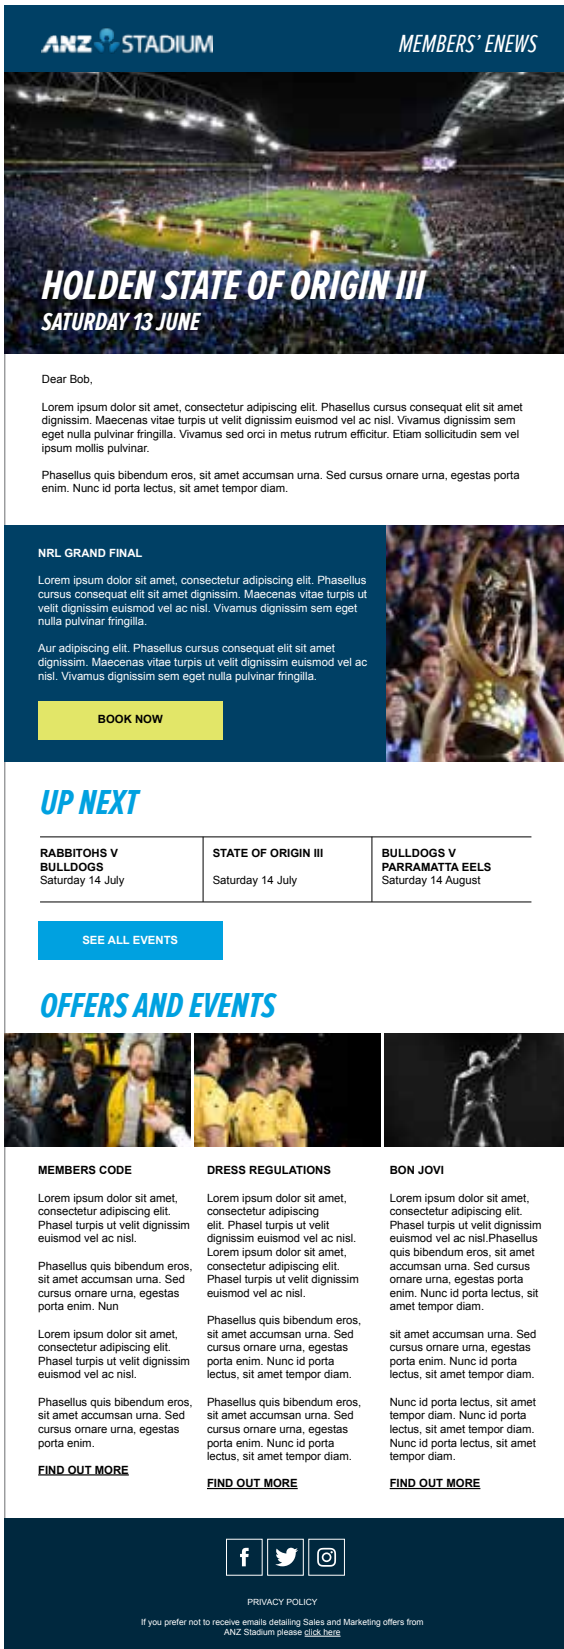 ANZ STADIUM
MEMBERS' ENEWS
HOLDEN STATE OF ORIGIN III
SATURDAY 13 JUNE
Dear Bob,
Lorem ipsum dolor sit amet, consectetur adipiscing elit. Phasellus cursus consequat elit sit amet
dignissim. Maecenas vitae turpis ut velit dignissim euismod vel ac nisl. Vivamus dignissim sem
eget nulla pulvinar fringilla. Vivamus sed orci in metus rutrum efficitur. Etiam sollicitudin sem vel
ipsum mollis pulvinar.
Phasellus quis bibendum eros, sit amet accumsan urna. Sed cursus ornare urna, egestas porta
enim. Nunc id porta lectus, sit amet tempor diam.
NRL GRAND FINAL
Lorem ipsum dolor sit amet, consectetur adipiscing elit. Phasellus
cursus consequat elit sit amet dignissim. Maecenas vitae turpis ut
velit dignissim euismod vel ac nisl. Vivamus dignissim sem eget
nulla pulvinar fringilla.
Aur adipiscing elit. Phasellus cursus consequat elit sit amet
dignissim. Maecenas vitae turpis ut velit dignissim euismod vel ac
nisl. Vivamus dignissim sem eget nulla pulvinar fringilla.
BOOK NOW
UP NEXT
RABBITOHS V
BULLDOGS
Saturday 14 July
STATE OF ORIGIN III
Saturday 14 July
BULLDOGS V
PARRAMATTA EELS
Saturday 14 August
SEE ALL EVENTS
OFFERS AND EVENTS
MEMBERS CODE
Lorem ipsum dolor sit amet,
consectetur adipiscing elit.
Phasel turpis ut velit dignissim
euismod vel ac nisl.
Phasellus quis bibendum eros,
sit amet accumsan urna. Sed
cursus ornare urna, egestas
porta enim. Nun
Lorem ipsum dolor sit amet,
consectetur adipiscing elit.
Phasel turpis ut velit dignissim
euismod vel ac nisl.
Phasellus quis bibendum eros,
sit amet accumsan urna. Sed
cursus ornare urna, egestas
porta enim.
FIND OUT MORE
DRESS REGULATIONS
Lorem ipsum dolor sit amet,
consectetur adipiscing
elit. Phasel turpis ut velit
dignissim euismod vel ac nisl.
Lorem ipsum dolor sit amet,
consectetur adipiscing elit.
Phasel turpis ut velit dignissim
euismod vel ac nisl.
Phasellus quis bibendum eros,
sit amet accumsan urna. Sed
cursus ornare urna, egestas
porta enim. Nunc id porta
lectus, sit amet tempor diam.
Phasellus quis bibendum eros,
sit amet accumsan urna. Sed
cursus ornare urna, egestas
porta enim. Nunc id porta
lectus, sit amet tempor diam.
FIND OUT MORE
BON JOVI
Lorem ipsum dolor sit amet,
consectetur adipiscing elit.
Phasel turpis ut velit dignissim
euismod vel ac nisl.Phasellus
quis bibendum eros, sit amet
accumsan urna. Sed cursus
ornare urna, egestas porta
enim. Nunc id porta lectus, sit
amet tempor diam.
sit amet accumsan urna. Sed
cursus ornare urna, egestas
porta enim. Nunc id porta
lectus, sit amet tempor diam.
Nunc id porta lectus, sit amet
tempor diam. Nunc id porta
lectus, sit amet tempor diam.
Nunc id porta lectus, sit amet
tempor diam.
FIND OUT MORE
PRIVACY POLICY
If you prefer not to receive emails detailing Sales and Marketing offers from
ANZ Stadium please click here